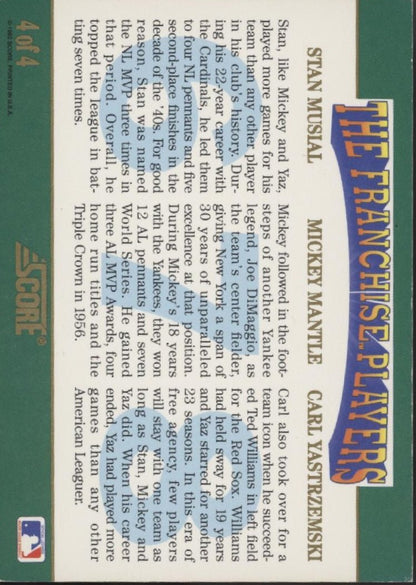 THE FRANCHISE PLAYERS
STAN MUSIAL
Stan, like Mickey and Yaz,
played more games for his
team than any other player
in his club's history. Dur-
ing his 22-year career with
the Cardinals, he led them
to four NL pennants and five
second-place finishes in the
decade of the '40s. For good
reason, Stan was named
the NL MVP three times in
that period. Overall, he
topped the league in bat-
ting seven times.
MICKEY MANTLE
Mickey followed in the foot-
steps of another Yankee
legend, Joe DiMaggio, as
the team's center fielder,
giving New York a span of
30 years of unparalleled
excellence at that position.
During Mickey's 18 years
with the Yankees, they won
12 AL pennants and seven
World Series. He gained
three AL MVP Awards, four
home run titles and the
Triple Crown in 1956.
CARL YASTRZEMSKI
Carl also took over for a
team icon when he succeed-
ed Ted Williams in left field
for the Red Sox. Williams
had held sway for 19 years
and Yaz starred for another
23 seasons. In this era of
free agency, few players
will stay with one team as
long as Stan, Mickey and
Yaz did. When his career
ended, Yaz had played more
games than any other
American Leaguer.
4 of 4
©1992 SCORE, PRINTED IN U.S.A.
SCORE®